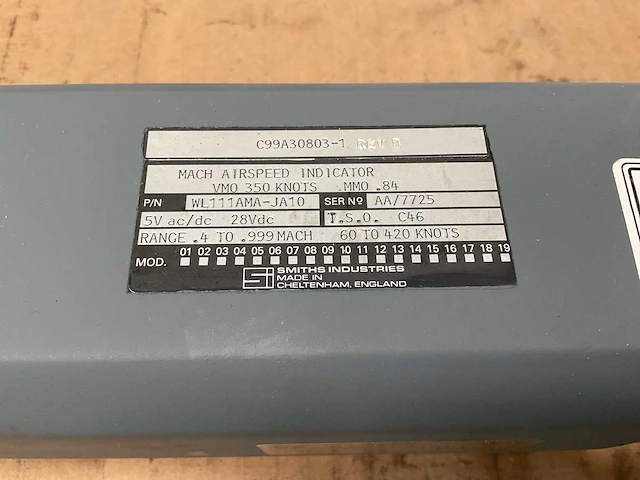 C99A30803-1 REV B
MACH AIRSPEED INDICATOR
VMO 350 KNOTS MMO .84
P/N WL111AMA-JA10 SER Nº AA/7725
5V ac/dc 28Vdc T.S.O. C46
RANGE .4 TO .999 MACH 60 TO 420 KNOTS
MOD. 01 02 03 04 05 06 07 08 09 10 11 12 13 14 15 16 17 18 19
SMITHS INDUSTRIES
MADE IN
CHELTENHAM, ENGLAND